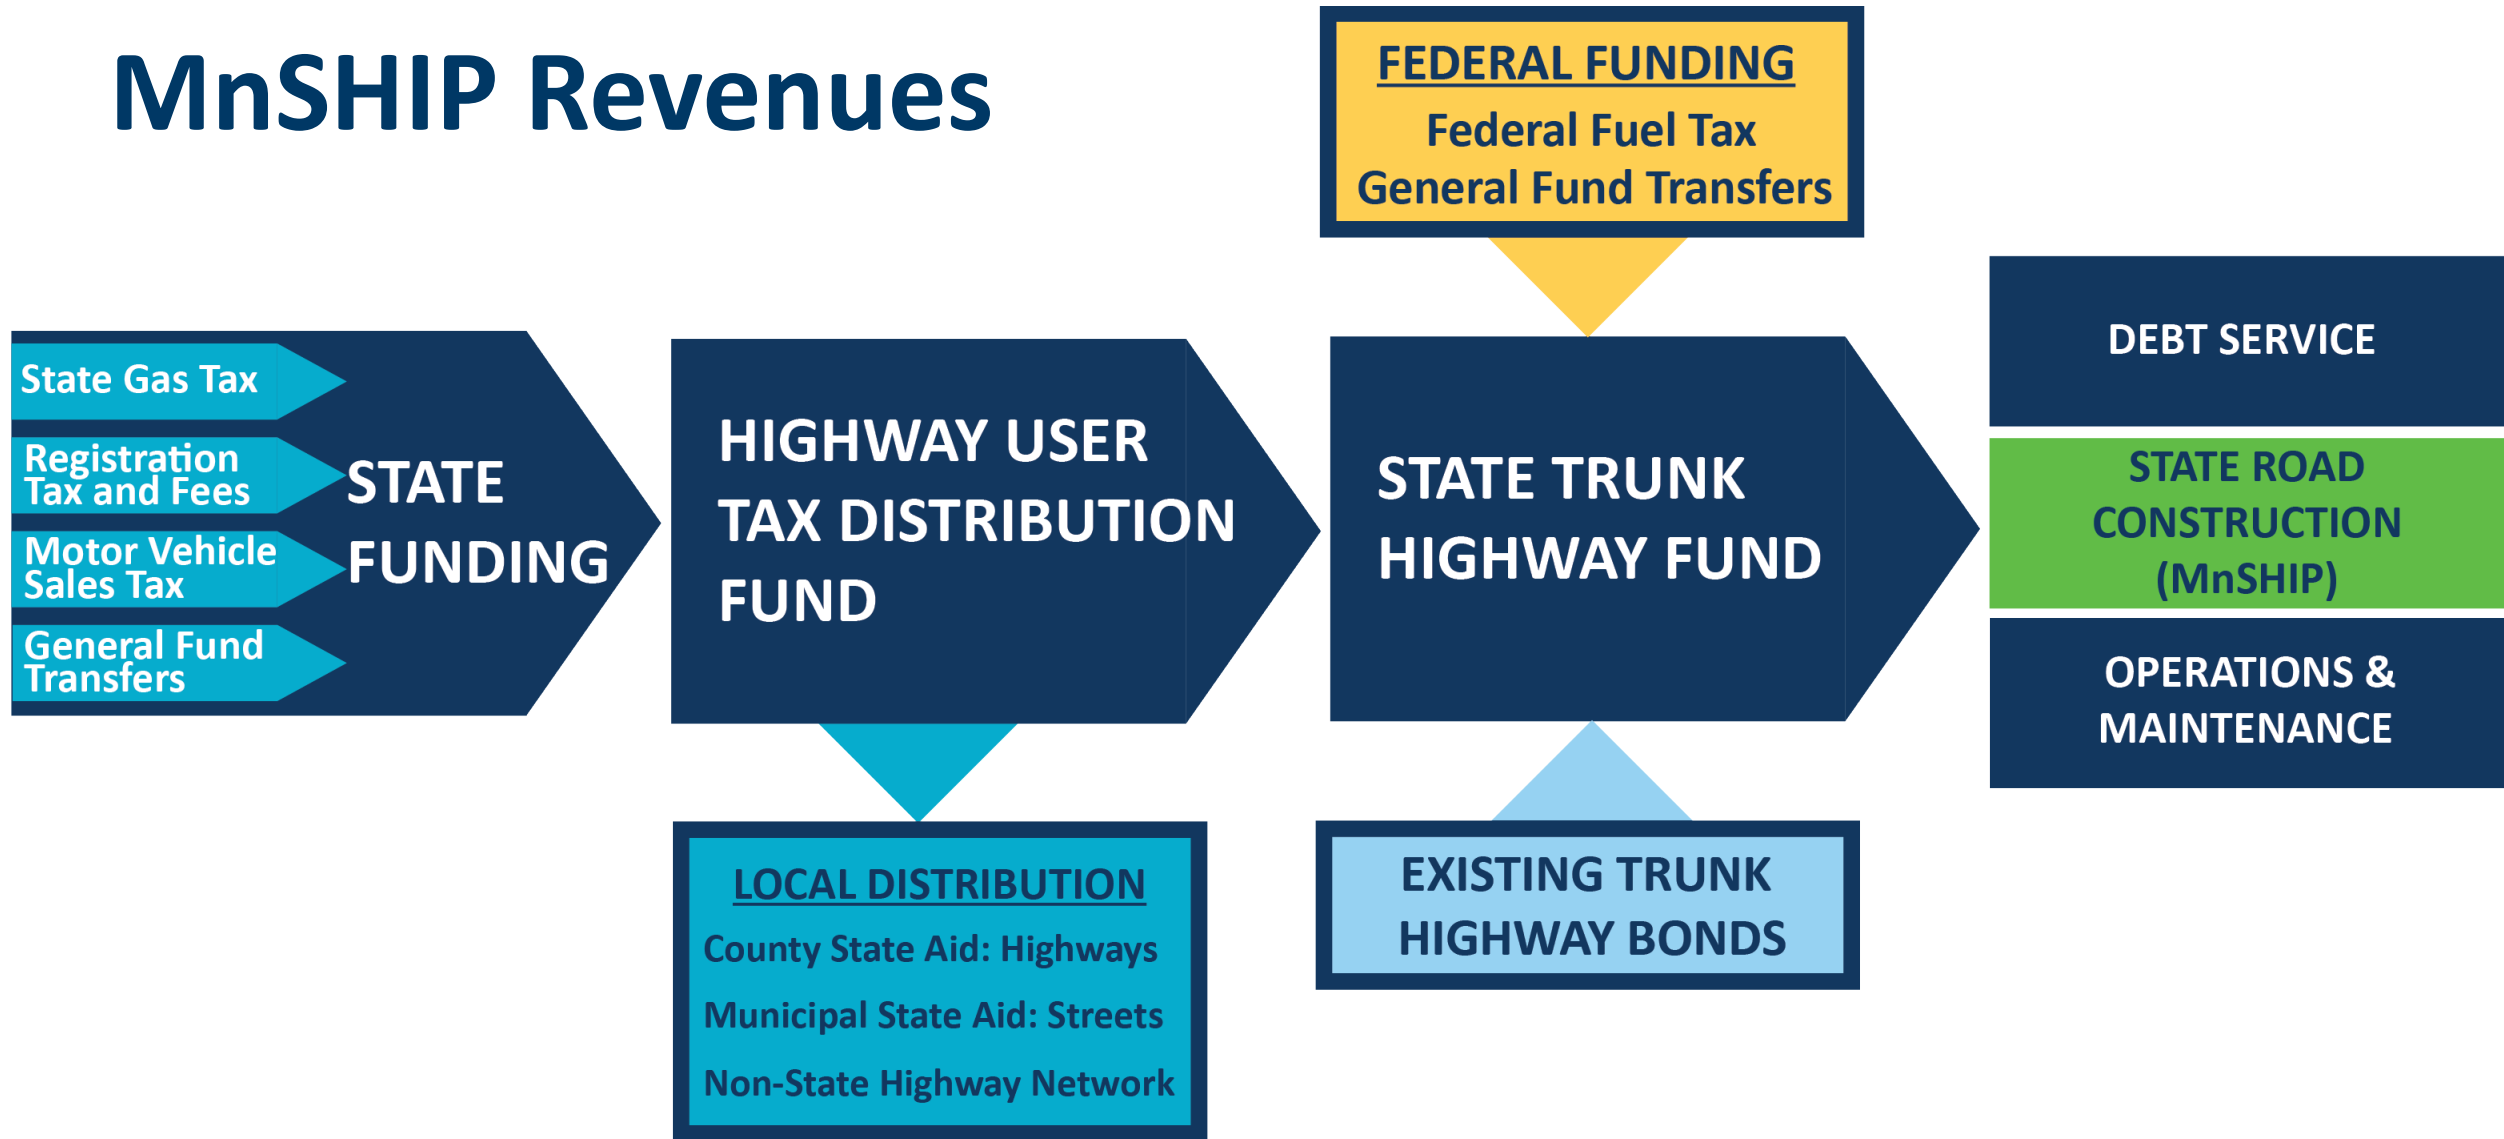 MnSHIP Revenues
FEDERAL FUNDING
Federal Fuel Tax
General Fund Transfers
State Gas Tax
Registration
Tax and Fees
Motor Vehicle
Sales Tax
General Fund
Transfers
STATE
FUNDING
HIGHWAY USER
TAX DISTRIBUTION
FUND
STATE TRUNK
HIGHWAY FUND
DEBT SERVICE
STATE ROAD
CONSTRUCTION
(MnSHIP)
OPERATIONS &
MAINTENANCE
LOCAL DISTRIBUTION
County State Aid: Highways
Municipal State Aid: Streets
Non-State Highway Network
EXISTING TRUNK
HIGHWAY BONDS